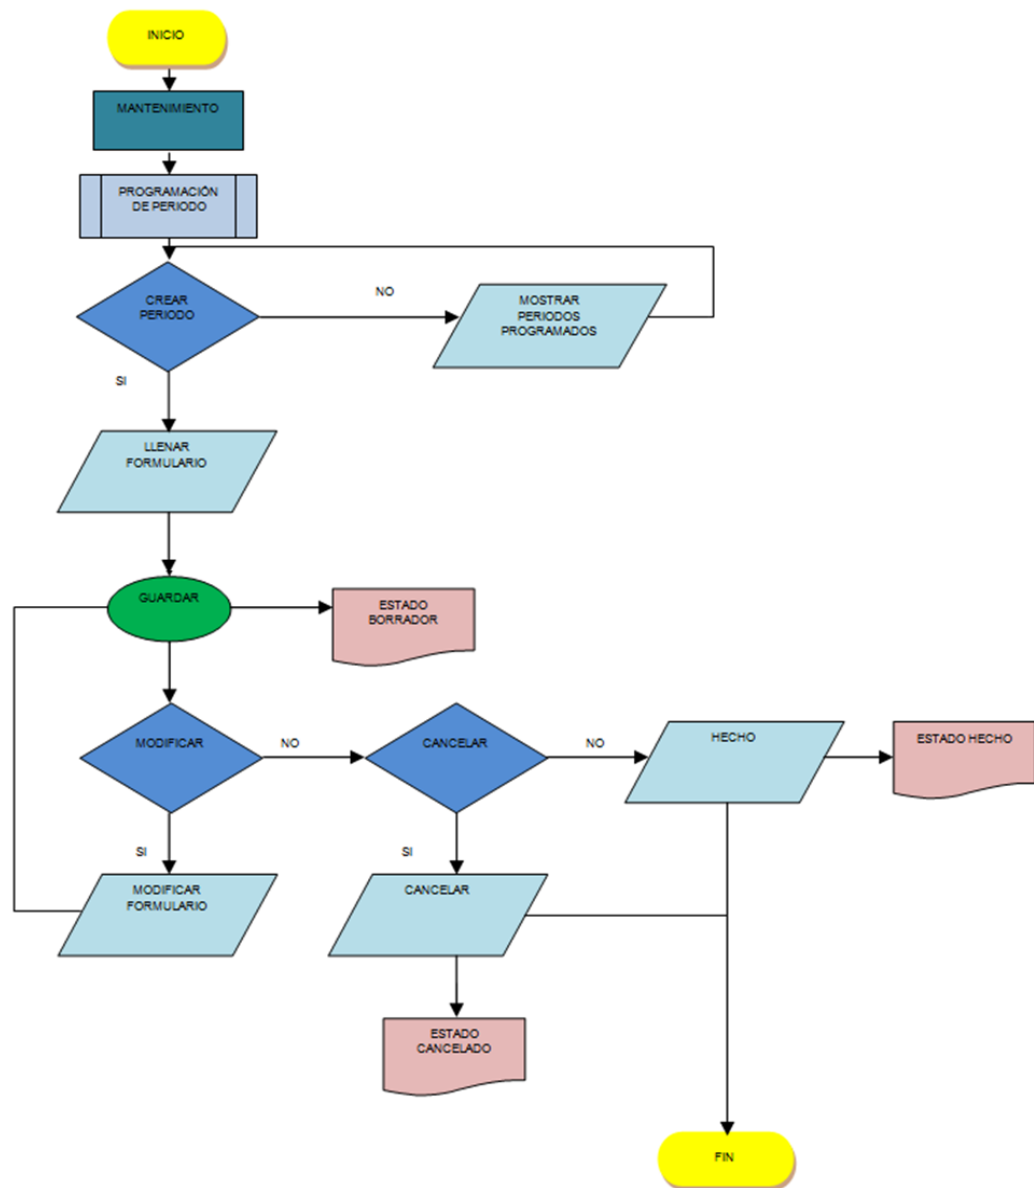 INICIO
MANTENIMIENTO
PROGRAMACIÓN
DE PERIODO
CREAR
PERIODO
NO
MOSTRAR
PERIODOS
PROGRAMADOS
SI
LLENAR
FORMULARIO
GUARDAR
ESTADO
BORRADOR
MODIFICAR
NO
CANCELAR
NO
HECHO
ESTADO HECHO
SI
MODIFICAR
FORMULARIO
SI
CANCELAR
ESTADO
CANCELADO
FIN